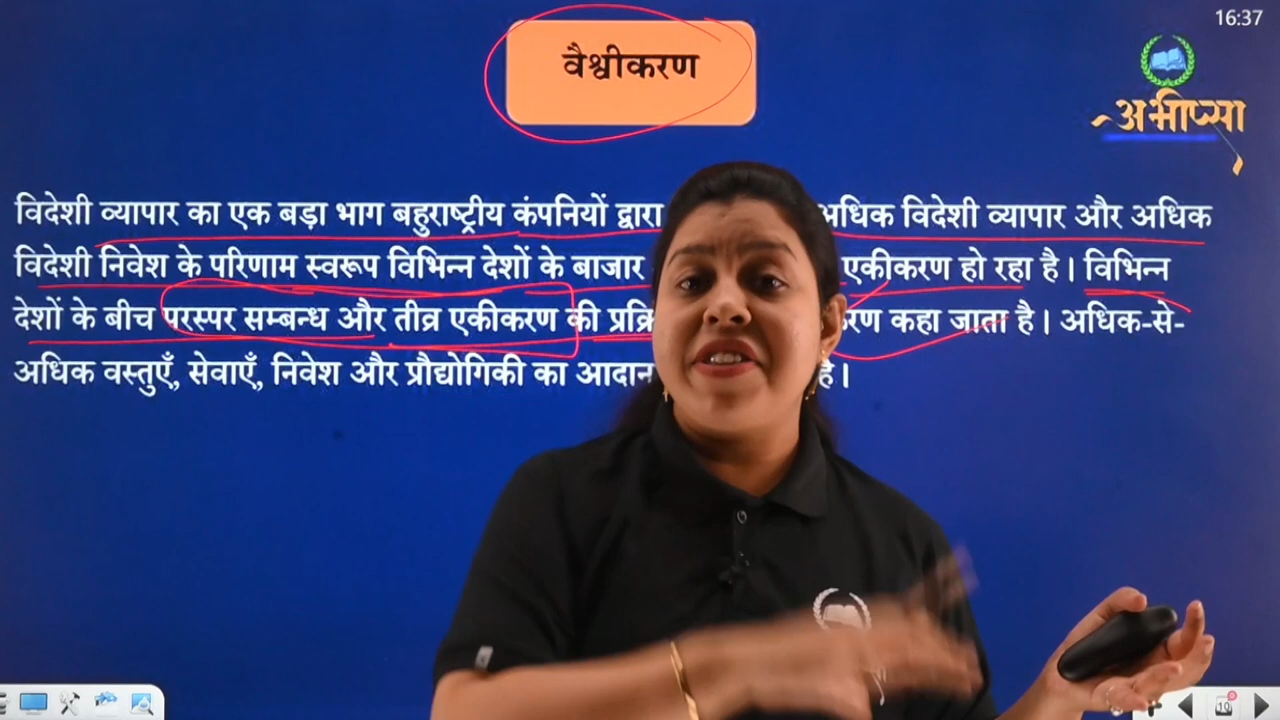 16:37
वैश्वीकरण
अभीप्सा
विदेशी व्यापार का एक बड़ा भाग बहुराष्ट्रीय कंपनियों द्वारा अधिक विदेशी व्यापार और अधिक
विदेशी निवेश के परिणाम स्वरूप विभिन्न देशों के बाजार एकीकरण हो रहा है। विभिन्न
देशों के बीच परस्पर सम्बन्ध और तीव्र एकीकरण की कहा जाता है। अधिक-से-
अधिक वस्तुएँ, सेवाएँ, निवेश और प्रौद्योगिकी का है।
10